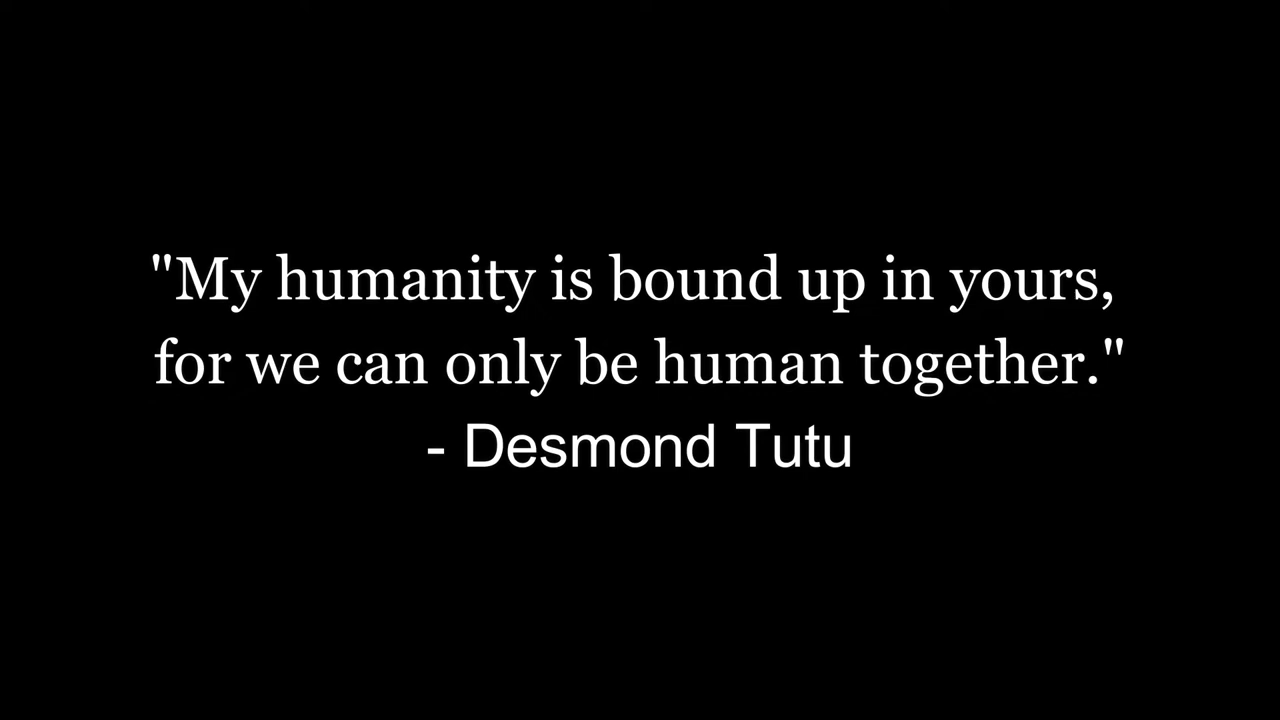 "My humanity is bound up in yours,
for we can only be human together."
- Desmond Tutu